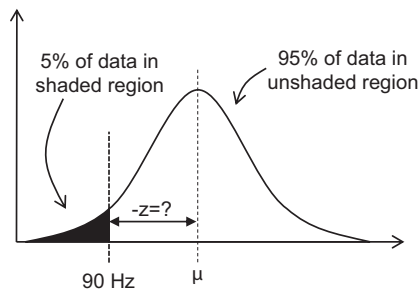 5% of data in
shaded region
95% of data in
unshaded region
-z=?
90 Hz
μ